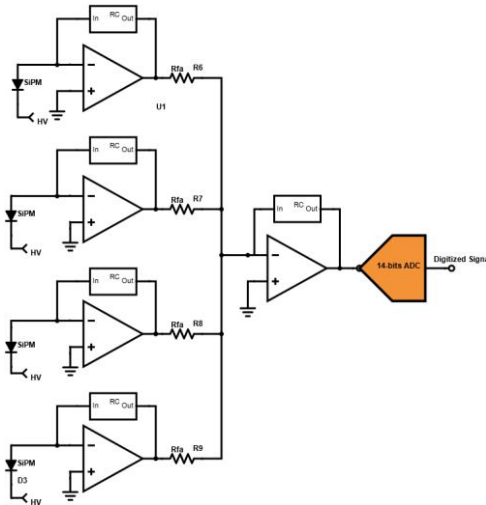 In RC Out
SiPM
HV
Rfa R6
U1
In RC Out
SiPM
HV
Rfa R7
In RC Out
14-bits ADC
Digitized Signa
In RC Out
SiPM
HV
Rfa R8
In RC Out
SiPM
D3
HV
Rfa R9